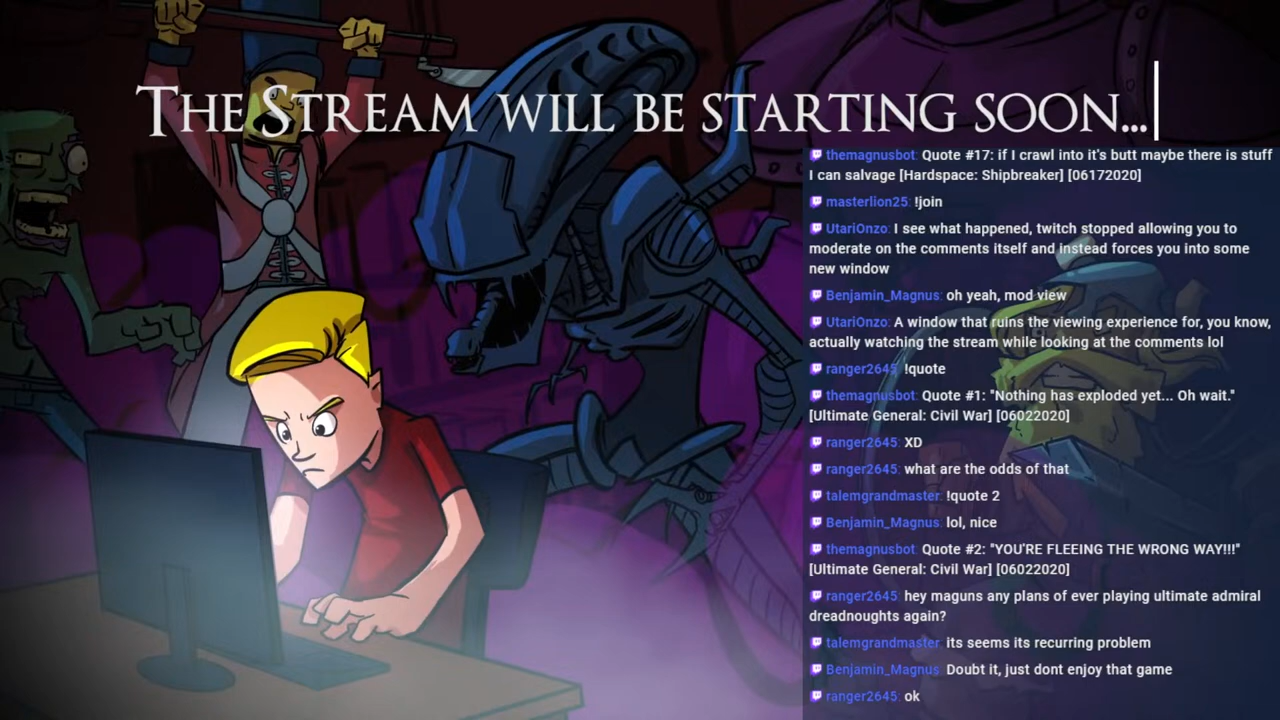 The Stream will be starting soon...
themagnusbot: Quote #17: if I crawl into it's butt maybe there is stuff
I can salvage [Hardspace: Shipbreaker] [06172020]
masterlion25: !join
UtariOnzo: I see what happened, twitch stopped allowing you to
moderate on the comments itself and instead forces you into some
new window
Benjamin_Magnus: oh yeah, mod view
UtariOnzo: A window that ruins the viewing experience for, you know,
actually watching the stream while looking at the comments lol
ranger2645: !quote
themagnusbot: Quote #1: "Nothing has exploded yet... Oh wait."
[Ultimate General: Civil War] [06022020]
ranger2645: XD
ranger2645: what are the odds of that
talemgrandmaster: !quote 2
Benjamin_Magnus: lol, nice
themagnusbot: Quote #2: "YOU'RE FLEEING THE WRONG WAY!!!"
[Ultimate General: Civil War] [06022020]
ranger2645: hey maguns any plans of ever playing ultimate admiral
dreadnoughts again?
talemgrandmaster: its seems its recurring problem
Benjamin_Magnus: Doubt it, just dont enjoy that game
ranger2645: ok